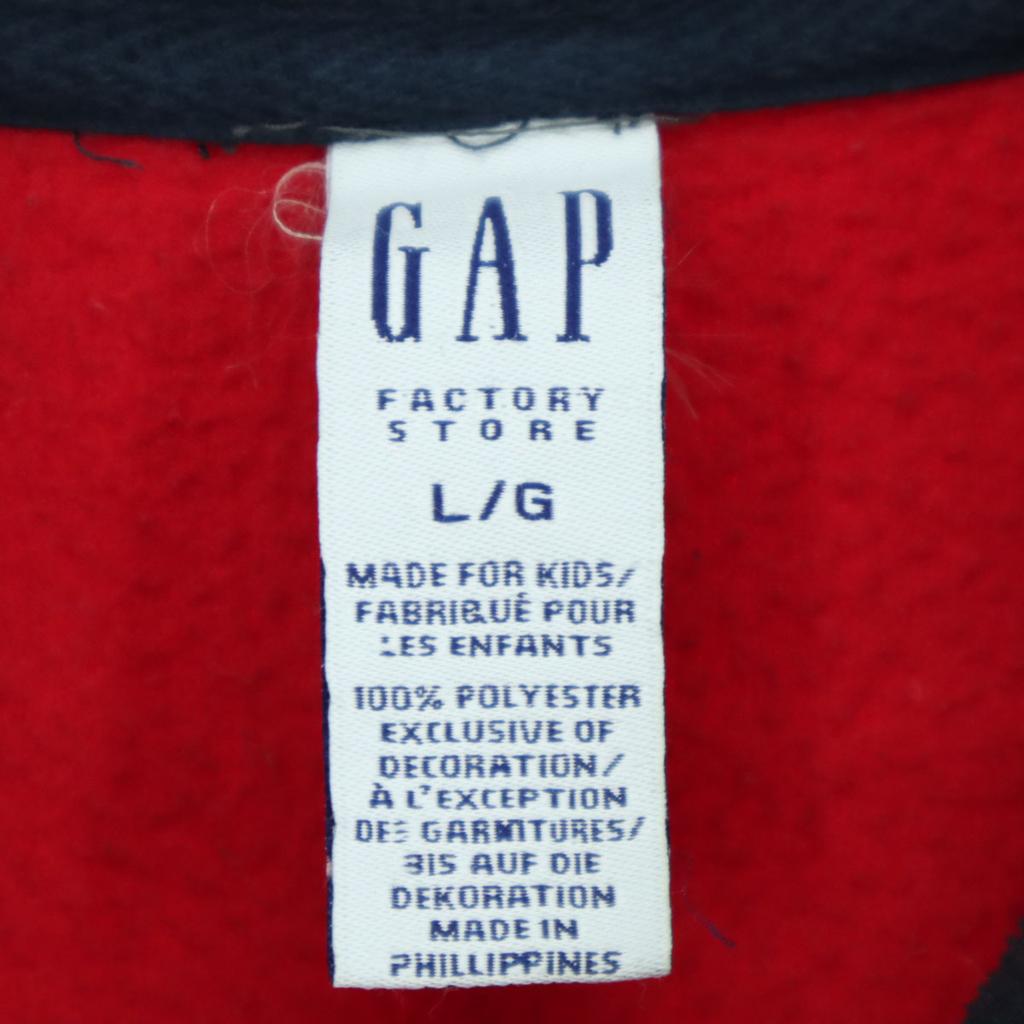 GAP
FACTORY
STORE
L/G
MADE FOR KIDS/
FABRIQUÉ POUR
LES ENFANTS
100% POLYESTER
EXCLUSIVE OF
DECORATION/
À L'EXCEPTION
DES GARNITURES/
BIS AUF DIE
DEKORATION
MADE IN
PHILLIPPINES